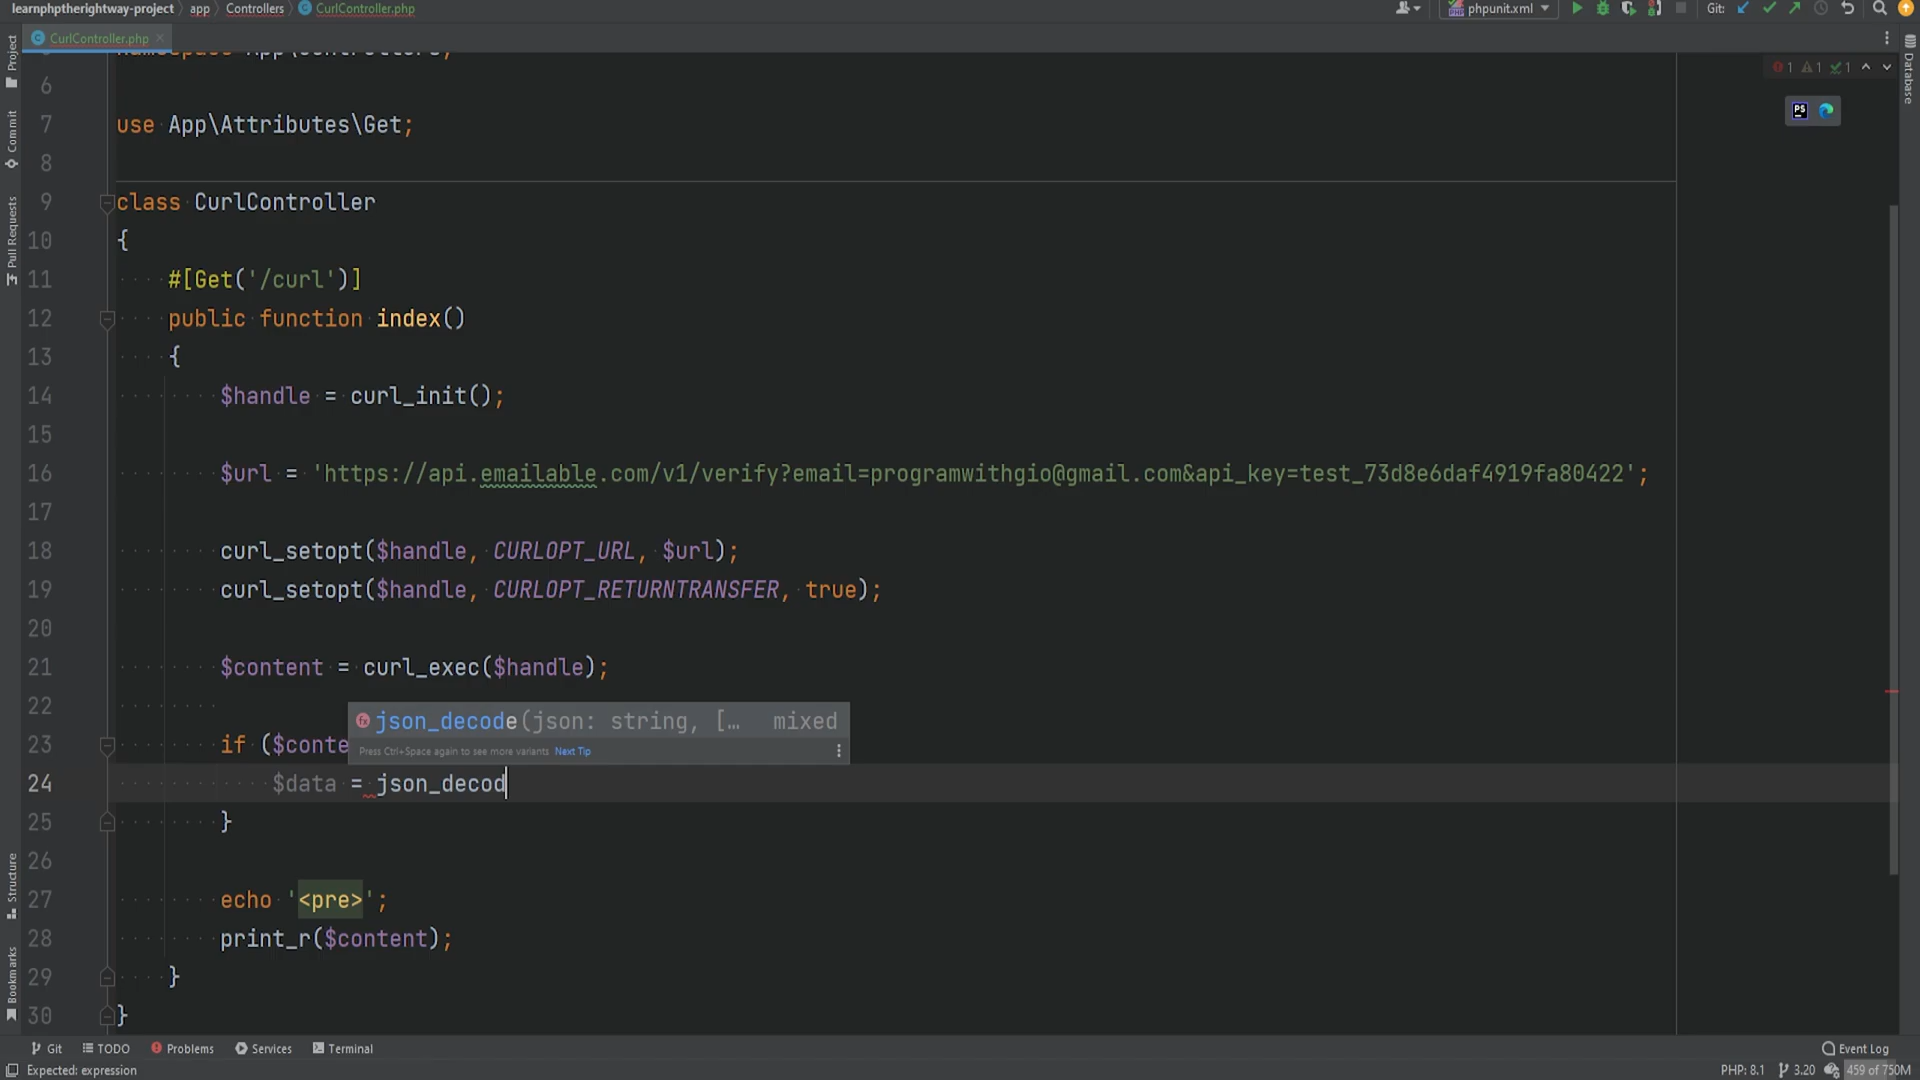 learnphptherightway-project app Controllers CurlController.php
phpunit.xml Git:
CurlController.php
Project
Commit
Pull Requests
Structure
Bookmarks
Database
1 1 1
PS
6
7 use App\Attributes\Get;
8
9 class CurlController
10 {
11 #[Get('/curl')]
12 public function index()
13 {
14 $handle = curl_init();
15
16 $url = 'https://api.emailable.com/v1/verify?email=programwithgio@gmail.com&api_key=test_73d8e6daf4919fa80422';
17
18 curl_setopt($handle, CURLOPT_URL, $url);
19 curl_setopt($handle, CURLOPT_RETURNTRANSFER, true);
20
21 $content = curl_exec($handle);
22
json_decode(json: string, [… mixed
23 if ($conte
Press Ctrl+Space again to see more variants Next Tip
24 $data = json_decod
25 }
26
27 echo '<pre>';
28 print_r($content);
29 }
30 }
Git TODO Problems Services Terminal Event Log
Expected: expression PHP: 8.1 3.20 459 of 750M